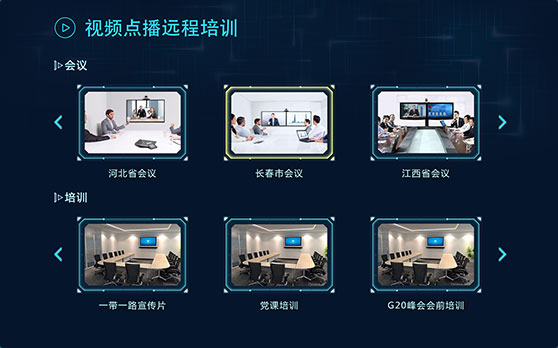 视频点播远程培训
会议
河北省会议
长春市会议
江西省会议
培训
一带一路宣传片
党课培训
G20峰会会前培训